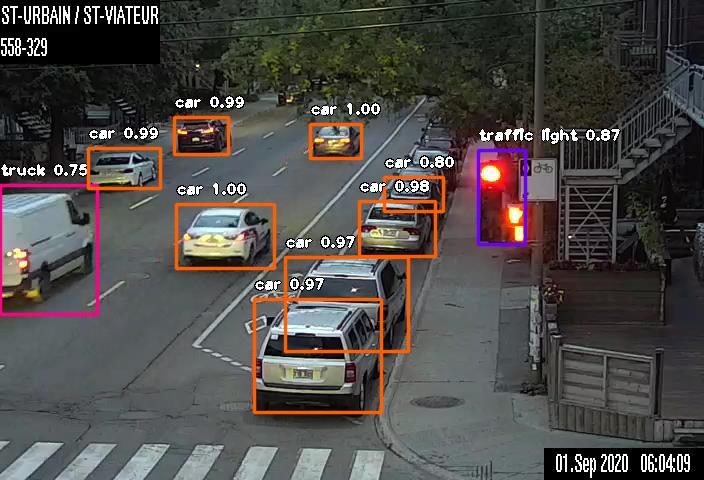 ST-URBAIN / ST-VIATEUR
558-329
car 0.99
car 1.00
car 0.99
traffic light 0.87
car 0.80
truck 0.75
car 1.00
car 0.98
car 0.97
car 0.97
01.Sep 2020 06:04:09